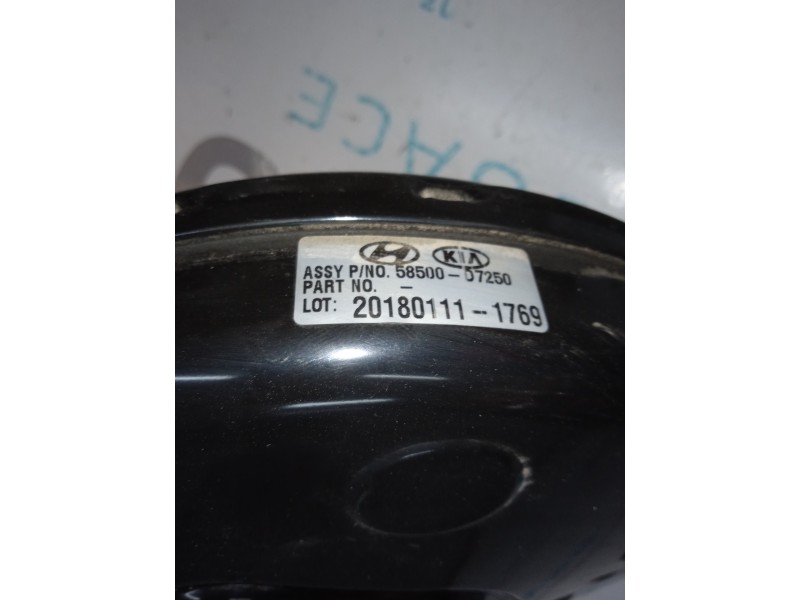 KIA
ASSY P/NO. 58500-D7250
PART NO. -
LOT: 20180111-1769